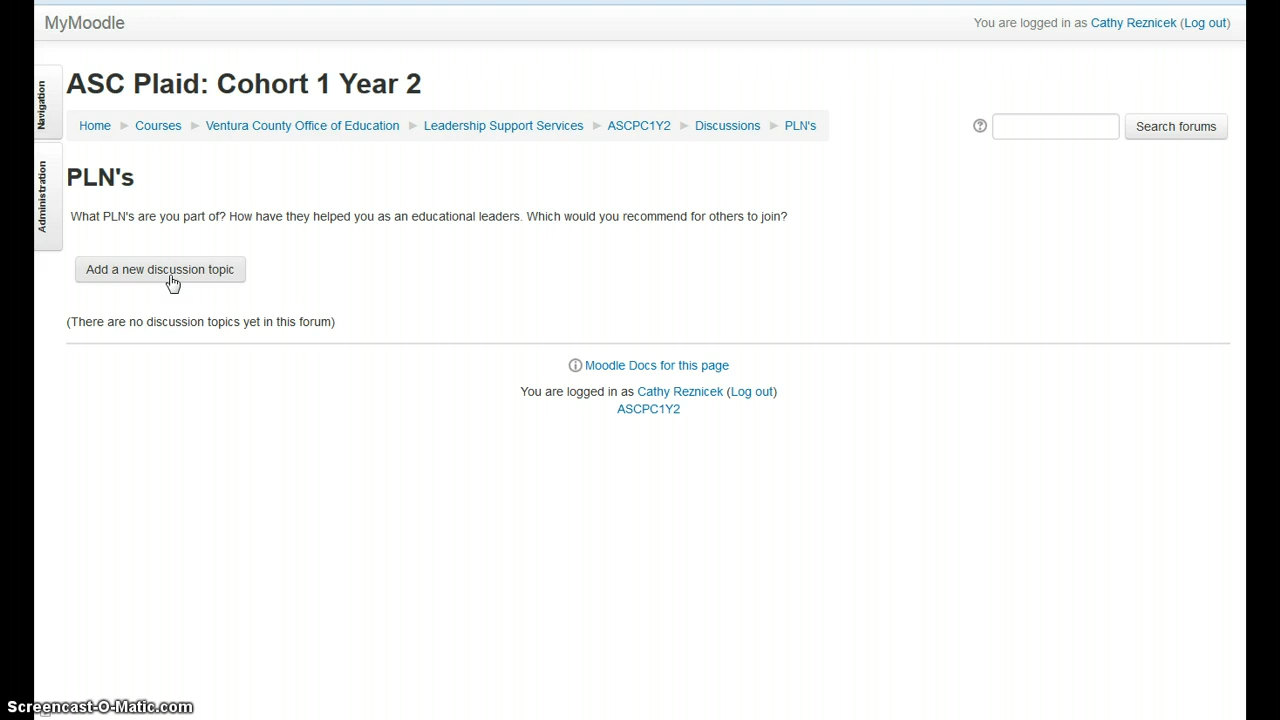 MyMoodle
You are logged in as Cathy Reznicek (Log out)
Navigation
Administration
ASC Plaid: Cohort 1 Year 2
Home Courses Ventura County Office of Education Leadership Support Services ASCPC1Y2 Discussions PLN's
Search forums
PLN's
What PLN's are you part of? How have they helped you as an educational leaders. Which would you recommend for others to join?
Add a new discussion topic
(There are no discussion topics yet in this forum)
Moodle Docs for this page
You are logged in as Cathy Reznicek (Log out)
ASCPC1Y2
Screencast-O-Matic.com